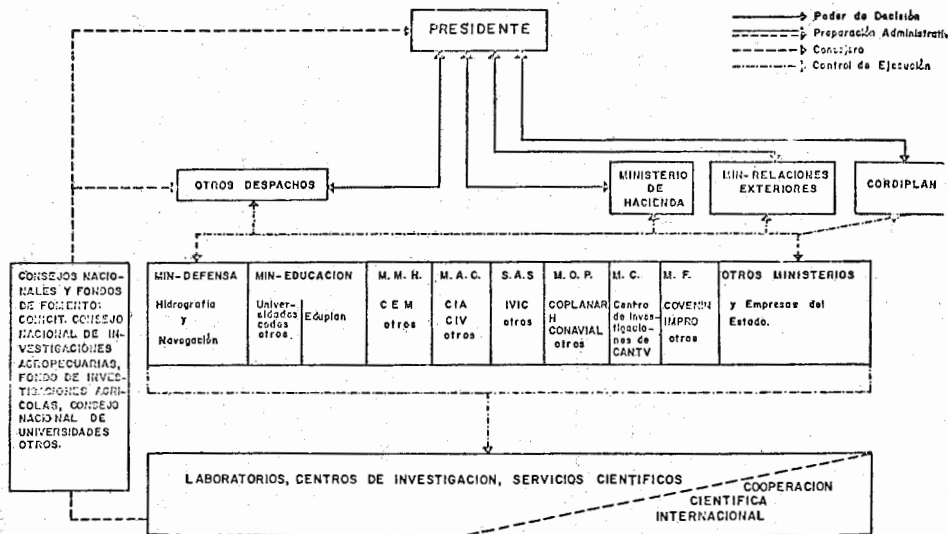 PRESIDENTE
Poder de Decisión
Preparación Administrativ
Consejero
Control de Ejecución
OTROS DESPACHOS
MINISTERIO
DE
HACIENDA
MIN-RELACIONES
EXTERIORES
CORDIPLAN
CONSEJOS NACIO-
NALES Y FONDOS
DE FOMENTO:
CONICIT, CONSEJO
NACIONAL DE IN-
VESTIGACIONES
AGROPECUARIAS,
FONDO DE INVES-
TIGACIONES AGRI-
COLAS, CONSEJO
NACIONAL DE
UNIVERSIDADES
OTROS.
MIN-DEFENSA
Hidrografía
y
Navegación
MIN-EDUCACION
Univer-
sidades
otros
Eduplan
M.M.H.
CEM
otros
M.A.C.
CIA
CIV
otros
S.A.S
IVIC
otros
M.O.P.
COPLANAR
H
CONAVIAL
otros
M.C.
Centro
de Inves-
tigacio-
nes de
CANTV
M.F.
COVENIN
IMPRO
otros
OTROS MINISTERIOS
y Empresas del
Estado.
LABORATORIOS, CENTROS DE INVESTIGACION, SERVICIOS CIENTIFICOS
COOPERACION
CIENTIFICA
INTERNACIONAL